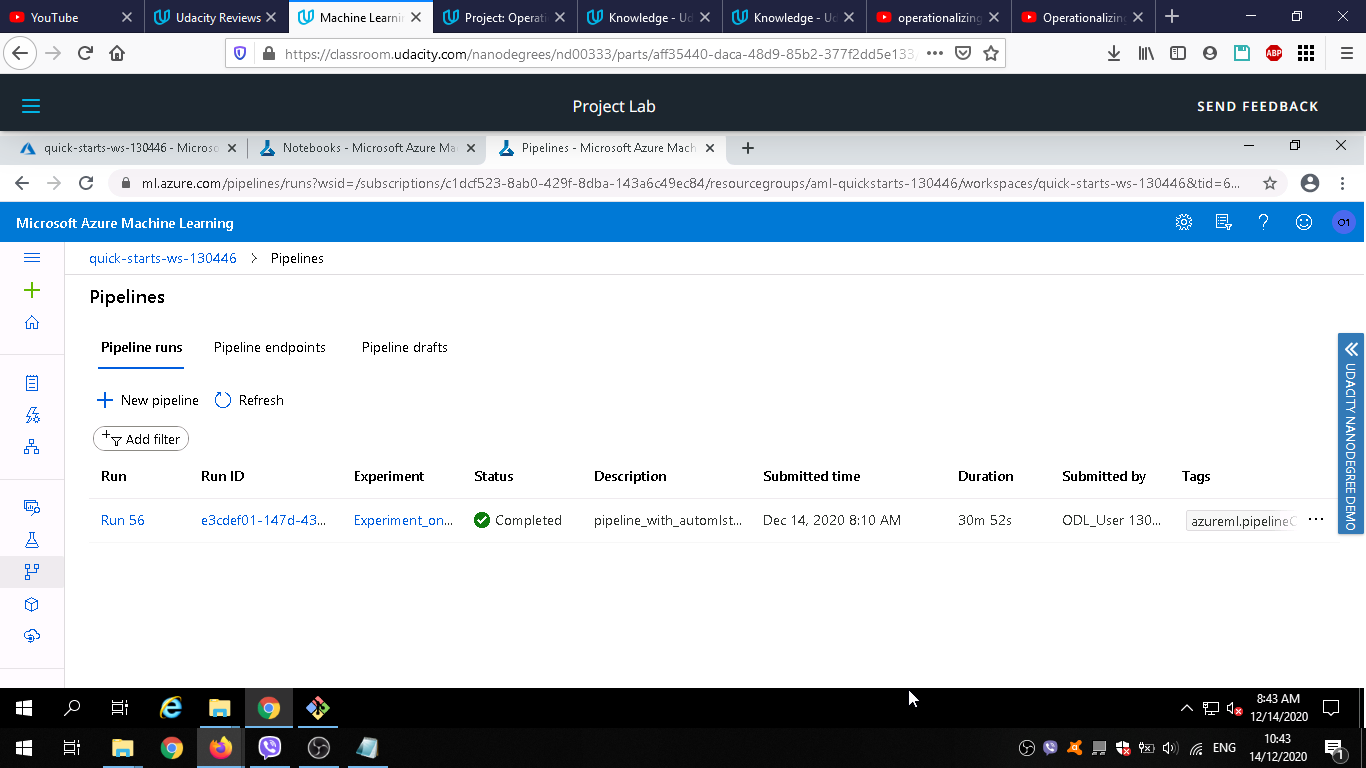 YouTube
Udacity Reviews
Machine Learni
Project: Operati
Knowledge - Ud
Knowledge - Ud
operationalizing
Operationalizing
https://classroom.udacity.com/nanodegrees/nd00333/parts/aff35440-daca-48d9-85b2-377f2dd5e133
ABP
Project Lab
SEND FEEDBACK
quick-starts-ws-130446 - Microso
Notebooks - Microsoft Azure Ma
Pipelines - Microsoft Azure Mach
ml.azure.com/pipelines/runs?wsid=/subscriptions/c1dcf523-8ab0-429f-8dba-143a6c49ec84/resourcegroups/aml-quickstarts-130446/workspaces/quick-starts-ws-130446&tid=6...
Microsoft Azure Machine Learning
O1
quick-starts-ws-130446 > Pipelines
Pipelines
Pipeline runs Pipeline endpoints Pipeline drafts
New pipeline Refresh
Add filter
Run Run ID Experiment Status Description Submitted time Duration Submitted by Tags
Run 56 e3cdef01-147d-43... Experiment_on... Completed pipeline_with_automlst... Dec 14, 2020 8:10 AM 30m 52s ODL_User 130... azureml.pipelineC ...
UDACITY NANODEGREE DEMO
8:43 AM
12/14/2020
ENG
10:43
14/12/2020
1